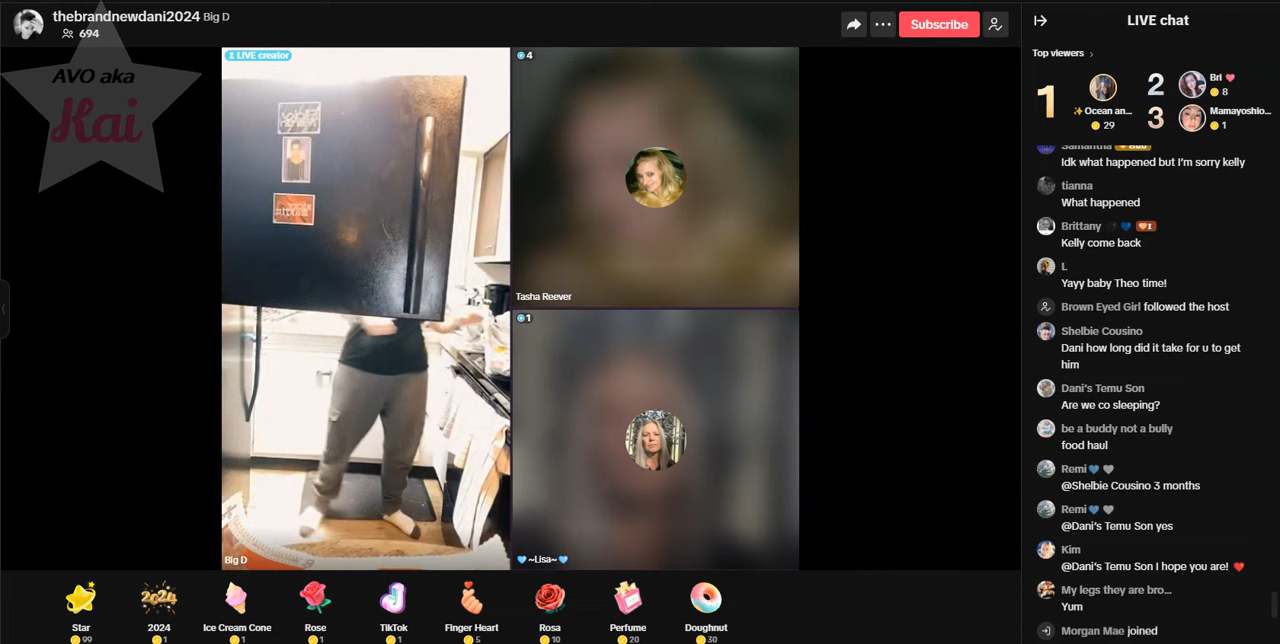 thebrandnewdani2024 Big D
694
Subscribe
AVO aka
Kai
LIVE creator
4
Tasha Reever
1
Big D
💙~Lisa~💙
Star
99
2024
2024
1
Ice Cream Cone
1
Rose
1
TikTok
1
Finger Heart
5
Rosa
10
Perfume
20
Doughnut
30
LIVE chat
Top viewers
1
✨Ocean an...
29
2
Bri
8
3
Mamayoshio...
1
Samantha
Idk what happened but I'm sorry kelly
tianna
What happened
Brittany
Kelly come back
L
Yayy baby Theo time!
Brown Eyed Girl followed the host
Shelbie Cousino
Dani how long did it take for u to get
him
Dani's Temu Son
Are we co sleeping?
be a buddy not a bully
food haul
Remi
@Shelbie Cousino 3 months
Remi
@Dani's Temu Son yes
Kim
@Dani's Temu Son I hope you are! ❤️
My legs they are bro...
Yum
Morgan Mae joined